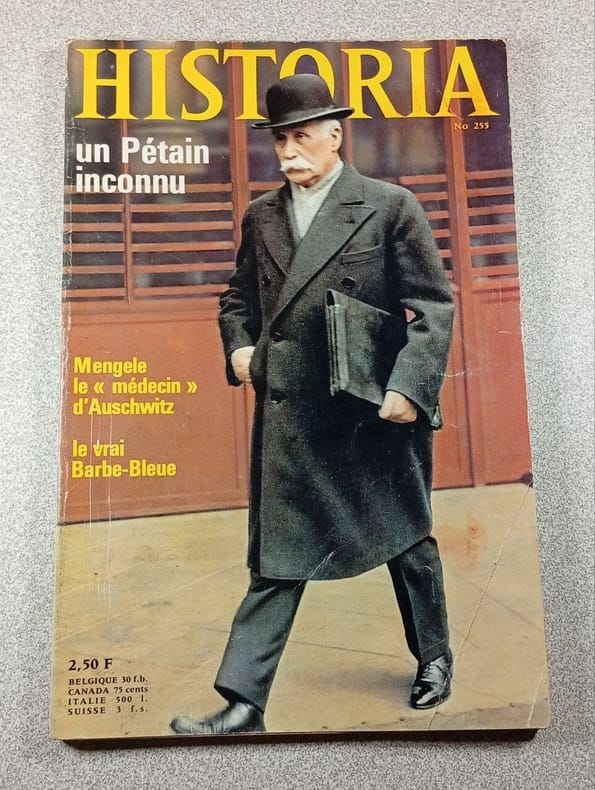 HISTORIA
No 255
un Pétain
inconnu
Mengele
le « médecin »
d'Auschwitz
le vrai
Barbe-Bleue
2,50 F
BELGIQUE 30 f.b.
CANADA 75 cents
ITALIE 500 l.
SUISSE 3 f.s.